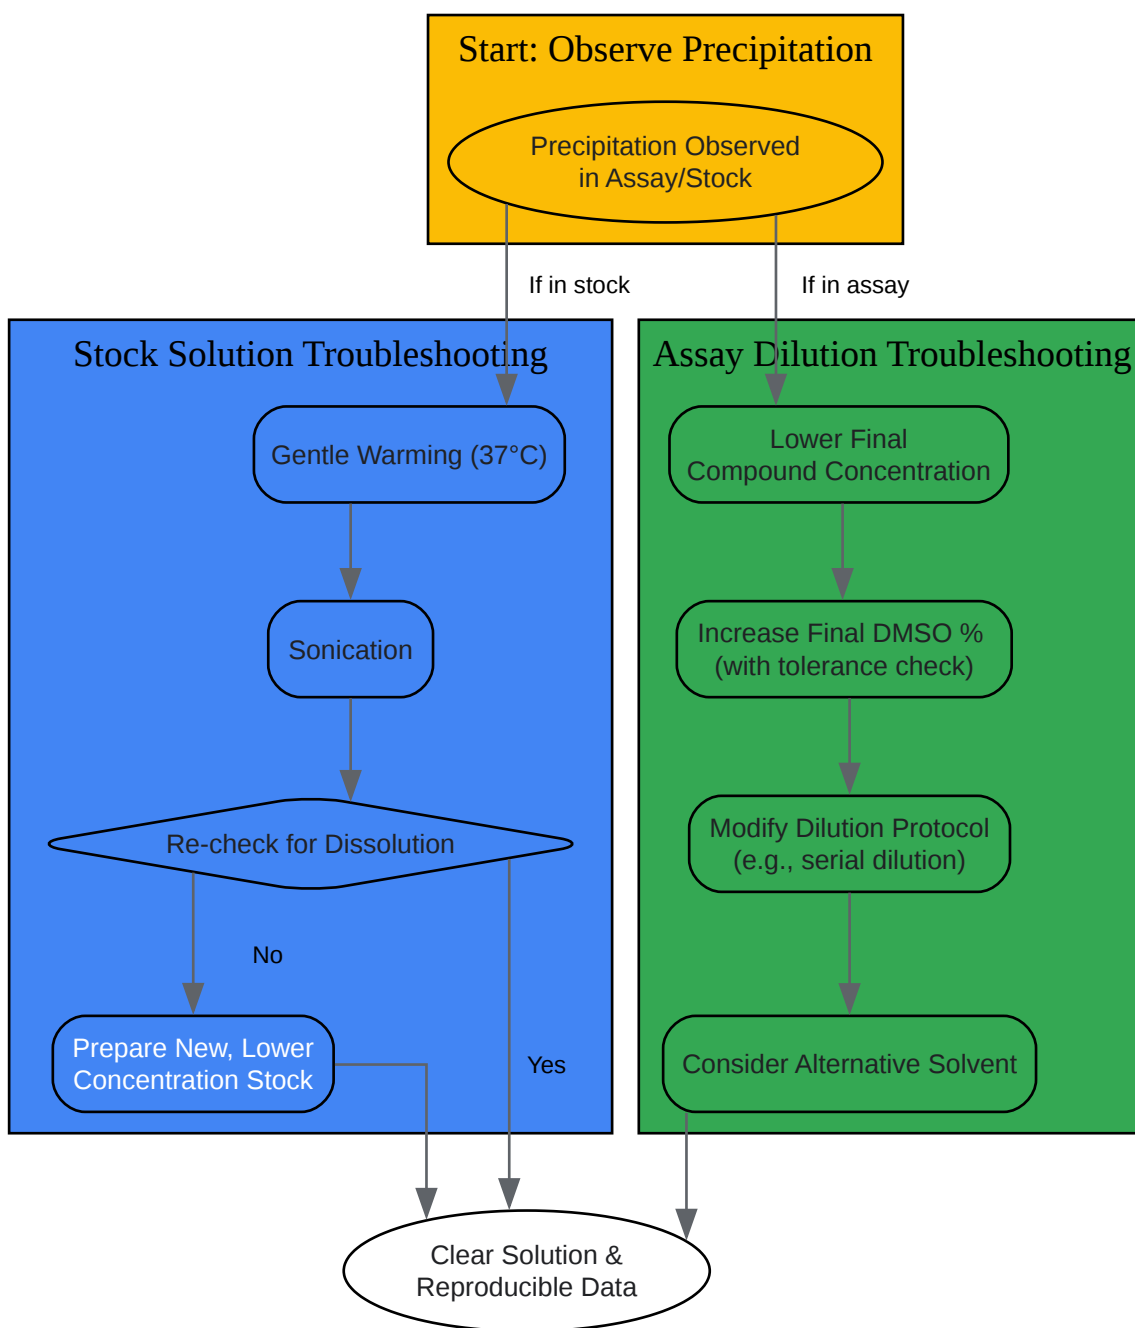 Start: Observe Precipitation
Precipitation Observed
in Assay/Stock
If in stock
If in assay
Stock Solution Troubleshooting
Gentle Warming (37°C)
Sonication
Re-check for Dissolution
No
Prepare New, Lower
Concentration Stock
Yes
Assay Dilution Troubleshooting
Lower Final
Compound Concentration
Increase Final DMSO %
(with tolerance check)
Modify Dilution Protocol
(e.g., serial dilution)
Consider Alternative Solvent
Clear Solution &
Reproducible Data